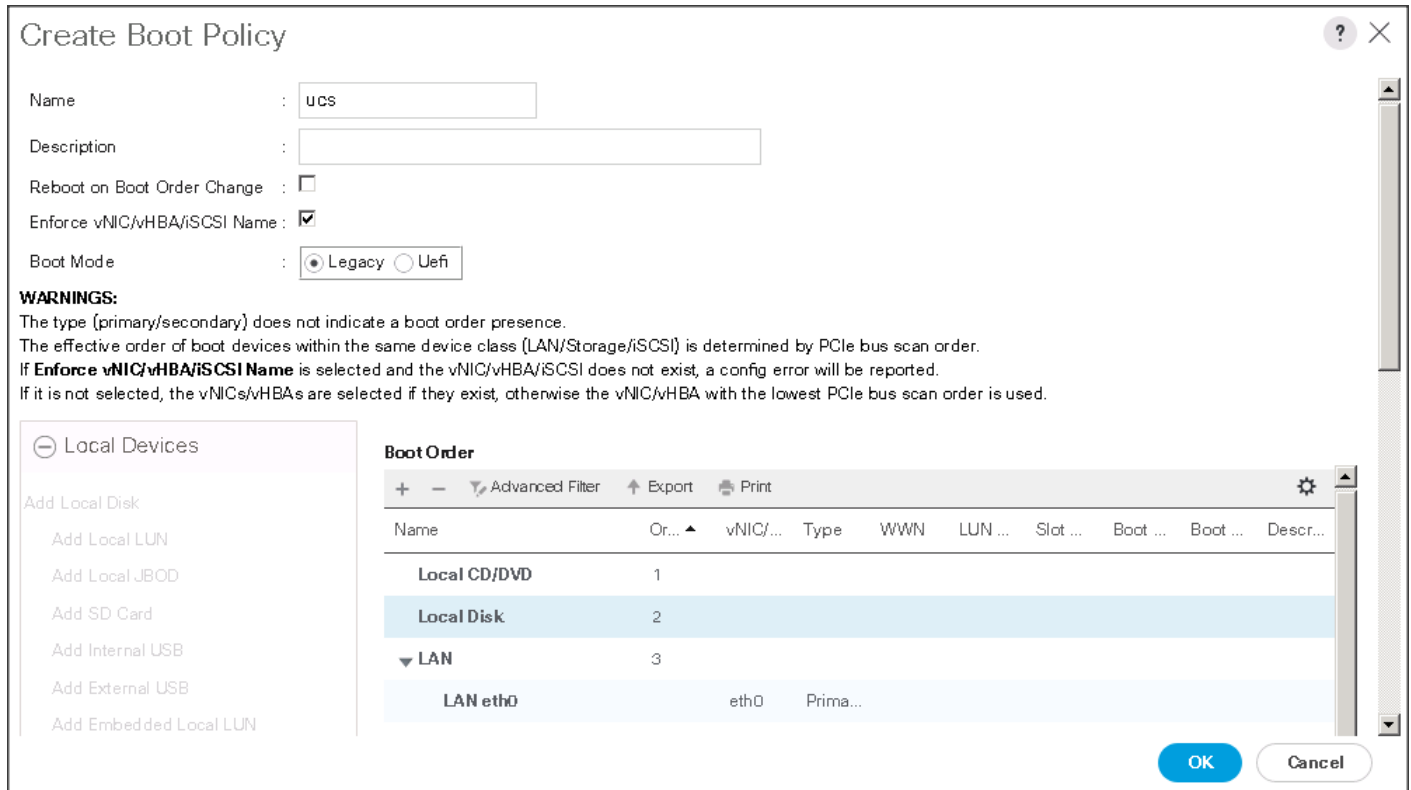 Create Boot Policy
?
Name : ucs
Description :
Reboot on Boot Order Change :
Enforce vNIC/vHBA/iSCSI Name :
Boot Mode : Legacy Uefi
WARNINGS:
The type (primary/secondary) does not indicate a boot order presence.
The effective order of boot devices within the same device class (LAN/Storage/iSCSI) is determined by PCIe bus scan order.
If Enforce vNIC/vHBA/iSCSI Name is selected and the vNIC/vHBA/iSCSI does not exist, a config error will be reported.
If it is not selected, the vNICs/vHBAs are selected if they exist, otherwise the vNIC/vHBA with the lowest PCIe bus scan order is used.
Local Devices
Add Local Disk
Add Local LUN
Add Local JBOD
Add SD Card
Add Internal USB
Add External USB
Add Embedded Local LUN
Boot Order
+ − Advanced Filter Export Print
Name Or... vNIC/... Type WWN LUN ... Slot ... Boot ... Boot ... Descr...
Local CD/DVD 1
Local Disk 2
LAN 3
LAN eth0 eth0 Prima...
OK Cancel